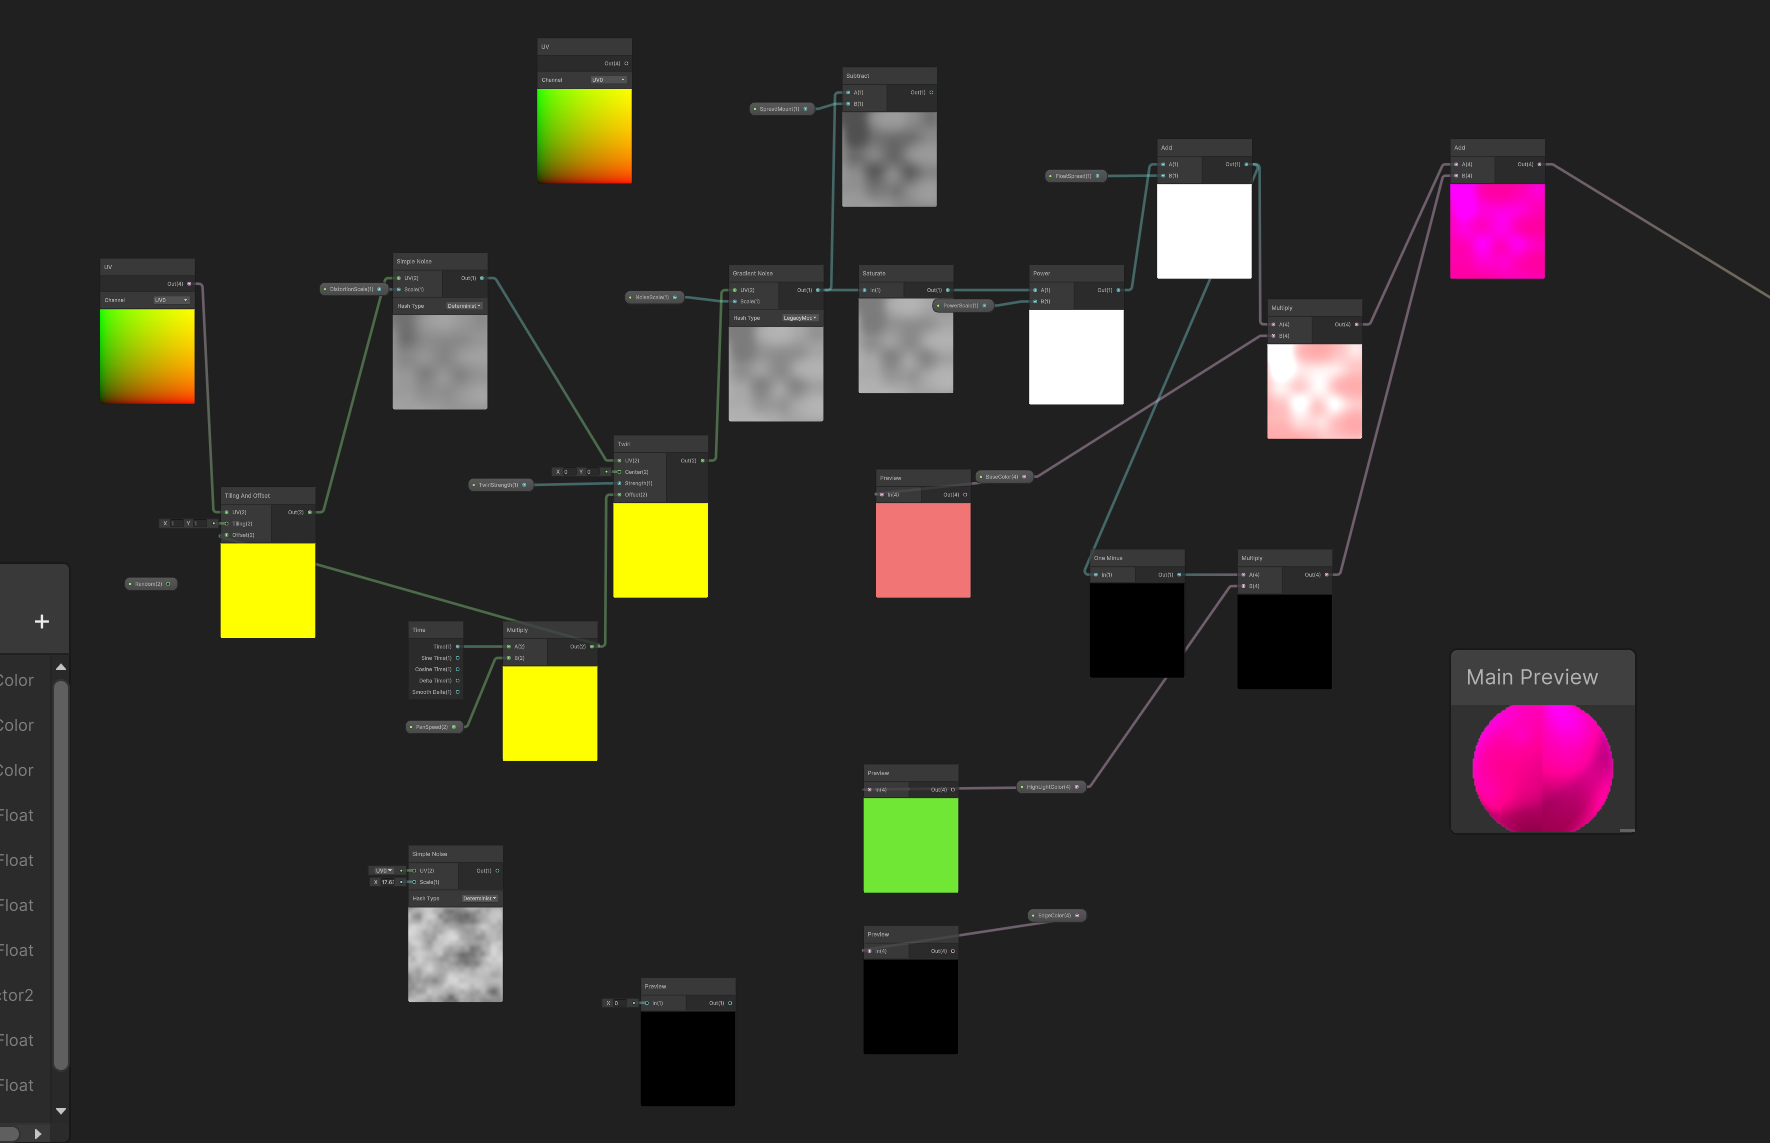 UV
Out(4)
Channel
UV0
Subtract
A(1)
Out(1)
B(1)
SpreadMount(1)
Add
A(1)
Out(1)
B(1)
FloatSpread(1)
Add
A(4)
Out(4)
B(4)
UV
Out(4)
Channel
UV0
Simple Noise
UV(2)
Out(1)
Scale(1)
Hash Type
Determinist
DistortionScale(1)
NoiseScale(1)
Gradient Noise
UV(2)
Out(1)
Scale(1)
Hash Type
LegacyMod
Saturate
In(1)
Out(1)
PowerScale(1)
Power
A(1)
Out(1)
B(1)
Multiply
A(4)
Out(4)
B(4)
Twirl
UV(2)
Out(2)
X 0 Y 0
Center(2)
TwirlStrength(1)
Strength(1)
Offset(2)
Preview
In(4)
Out(4)
BaseColor(4)
Tiling And Offset
UV(2)
Out(2)
X 1 Y 1
Tiling(2)
Offset(2)
Random(2)
One Minus
In(1)
Out(1)
Multiply
A(4)
Out(4)
B(4)
Time
Time(1)
Sine Time(1)
Cosine Time(1)
Delta Time(1)
Smooth Delta(1)
Multiply
A(2)
Out(2)
B(2)
PanSpeed(2)
Main Preview
Preview
In(4)
Out(4)
HighLightColor(4)
Simple Noise
UV0
UV(2)
Out(1)
X 17.6
Scale(1)
Hash Type
Determinist
Preview
In(4)
Out(4)
EdgeColor(4)
Preview
X 0
In(1)
Out(1)
+
Color
Color
Color
Float
Float
Float
Float
ctor2
Float
Float